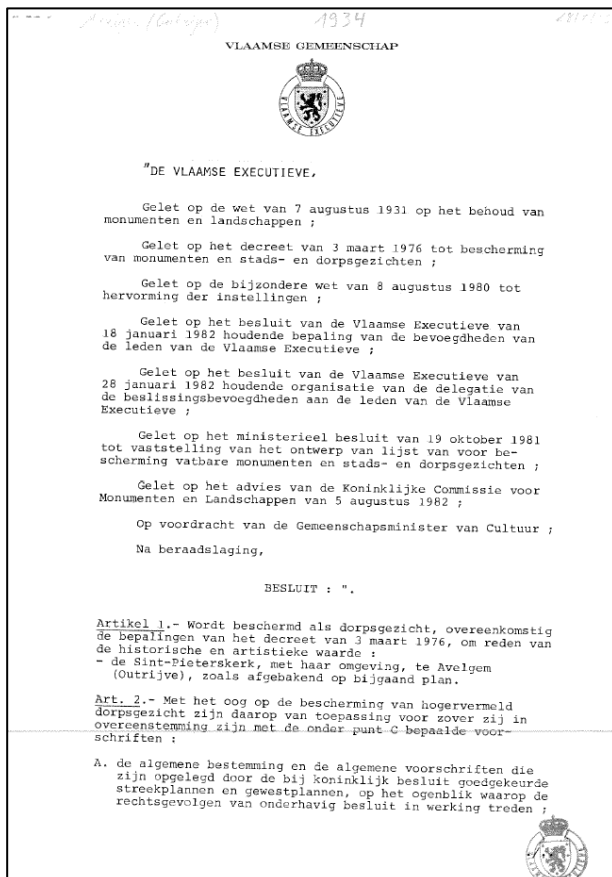 1934
VLAAMSE GEMEENSCHAP
VLAAMSE EXECUTIEVE
"DE VLAAMSE EXECUTIEVE,
Gelet op de wet van 7 augustus 1931 op het behoud van
monumenten en landschappen ;
Gelet op het decreet van 3 maart 1976 tot bescherming
van monumenten en stads- en dorpsgezichten ;
Gelet op de bijzondere wet van 8 augustus 1980 tot
hervorming der instellingen ;
Gelet op het besluit van de Vlaamse Executieve van
18 januari 1982 houdende bepaling van de bevoegdheden van
de leden van de Vlaamse Executieve ;
Gelet op het besluit van de Vlaamse Executieve van
28 januari 1982 houdende organisatie van de delegatie van
de beslissingsbevoegdheden aan de leden van de Vlaamse
Executieve ;
Gelet op het ministerieel besluit van 19 oktober 1981
tot vaststelling van het ontwerp van lijst van voor be-
scherming vatbare monumenten en stads- en dorpsgezichten ;
Gelet op het advies van de Koninklijke Commissie voor
Monumenten en Landschappen van 5 augustus 1982 ;
Op voordracht van de Gemeenschapsminister van Cultuur ;
Na beraadslaging,
BESLUIT : ".
Artikel 1.- Wordt beschermd als dorpsgezicht, overeenkomstig
de bepalingen van het decreet van 3 maart 1976, om reden van
de historische en artistieke waarde :
- de Sint-Pieterskerk, met haar omgeving, te Avelgem
(Outrijve), zoals afgebakend op bijgaand plan.
Art. 2.- Met het oog op de bescherming van hogervermeld
dorpsgezicht zijn daarop van toepassing voor zover zij in
overeenstemming zijn met de onder punt C bepaalde voor-
schriften :
A. de algemene bestemming en de algemene voorschriften die
zijn opgelegd door de bij koninklijk besluit goedgekeurde
streekplannen en gewestplannen, op het ogenblik waarop de
rechtsgevolgen van onderhavig besluit in werking treden ;